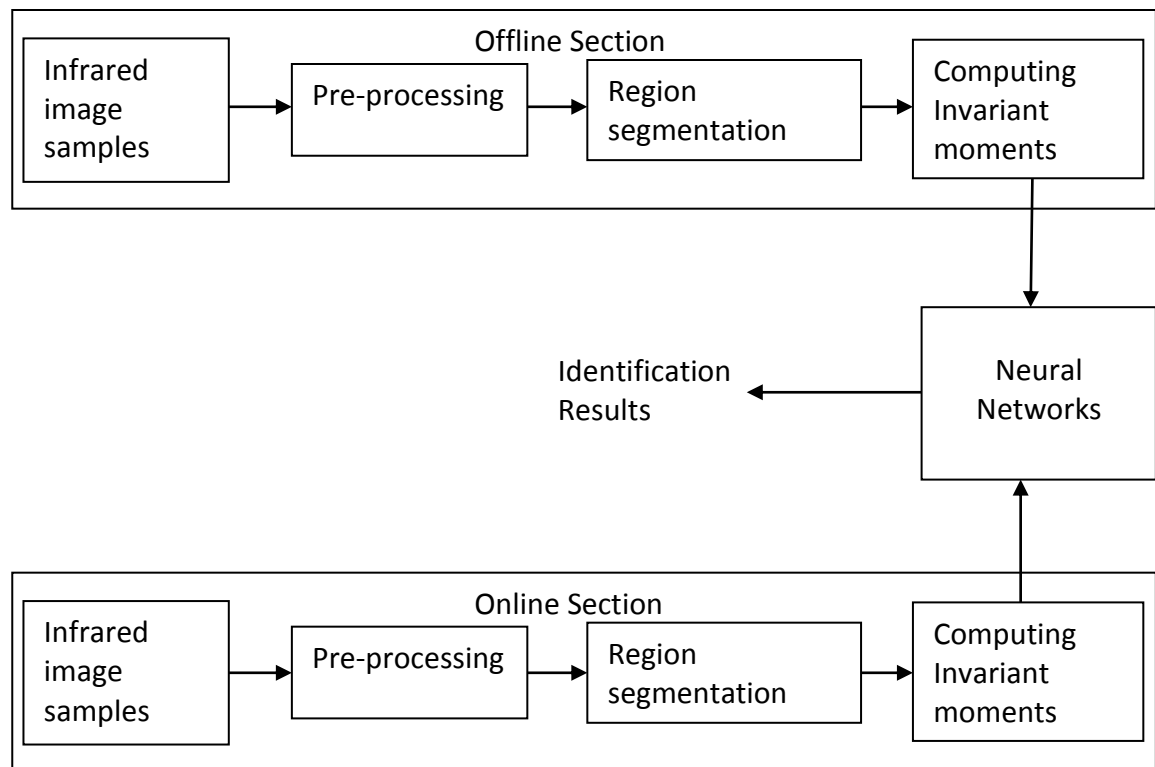 Offline Section
Infrared
image
samples
Pre-processing
Region
segmentation
Computing
Invariant
moments
Identification
Results
Neural
Networks
Online Section
Infrared
image
samples
Pre-processing
Region
segmentation
Computing
Invariant
moments